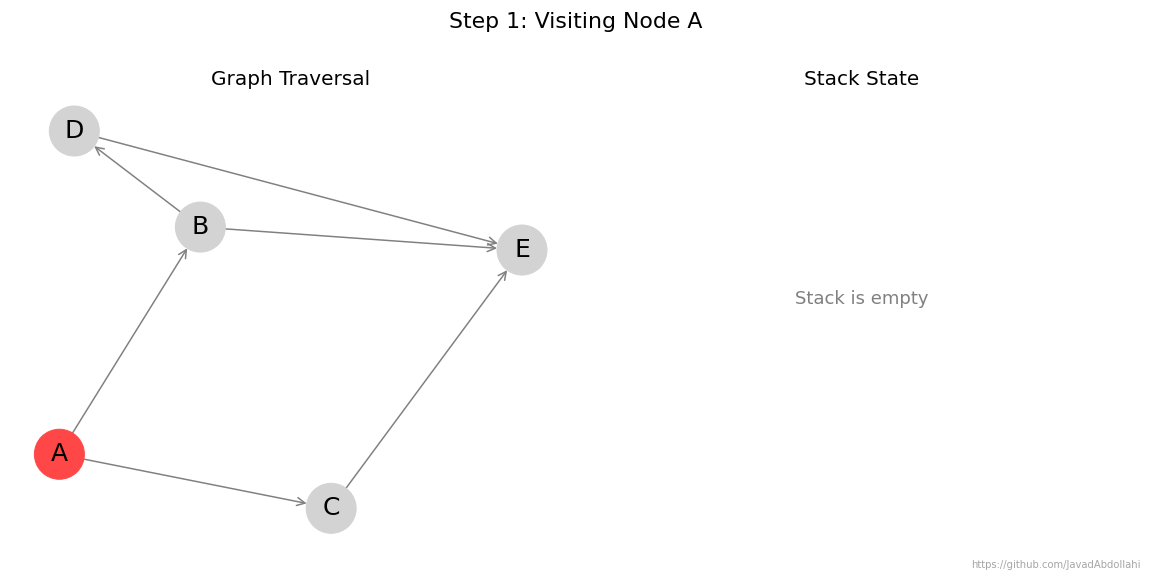 Step 1: Visiting Node A
Graph Traversal
Stack State
D
B
E
Stack is empty
A
C
https://github.com/JavadAbdollahi